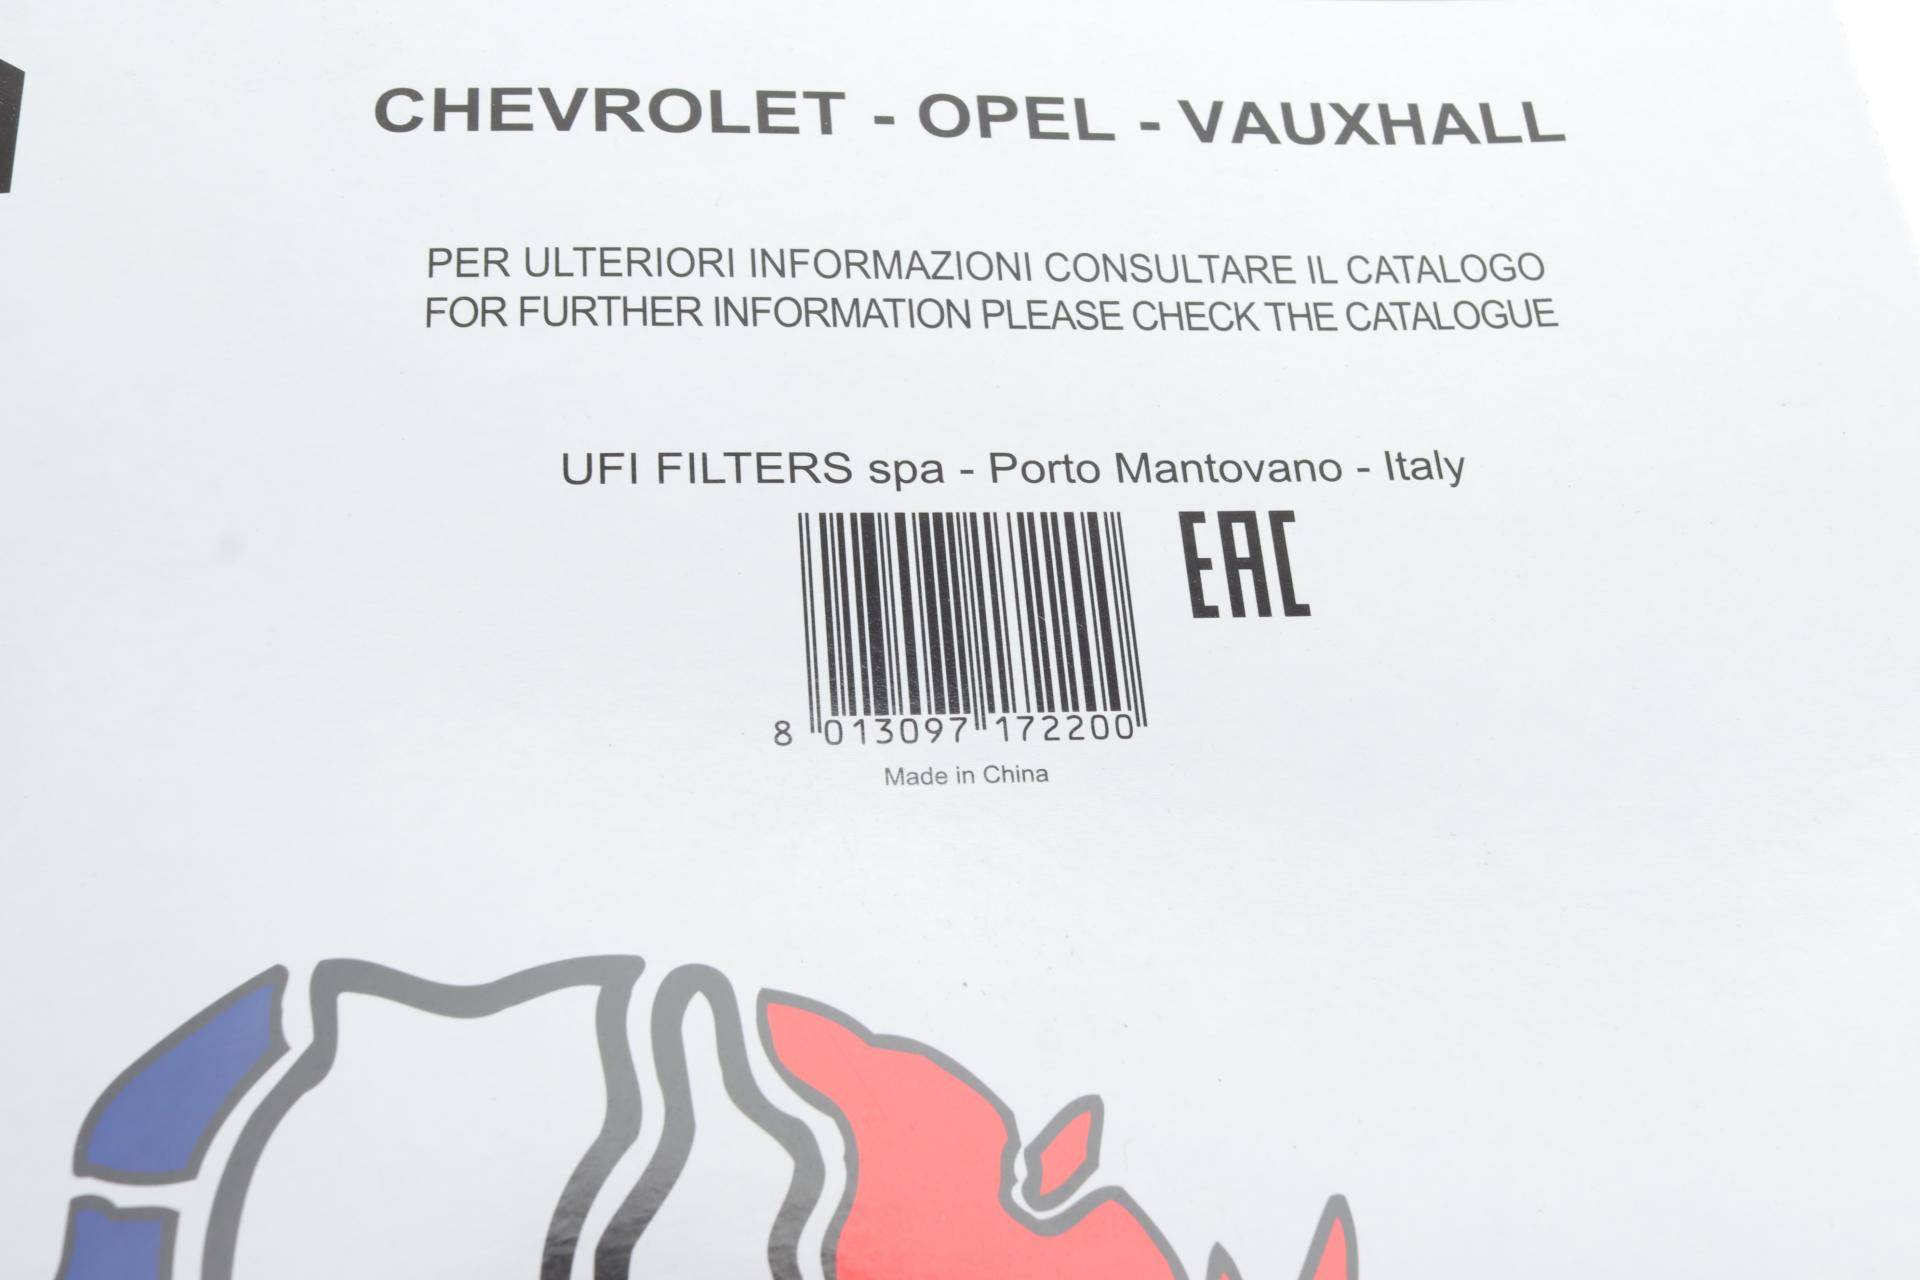 CHEVROLET - OPEL - VAUXHALL
PER ULTERIORI INFORMAZIONI CONSULTARE IL CATALOGO
FOR FURTHER INFORMATION PLEASE CHECK THE CATALOGUE
UFI FILTERS spa - Porto Mantovano - Italy
EAC
8 013097 172200
Made in China